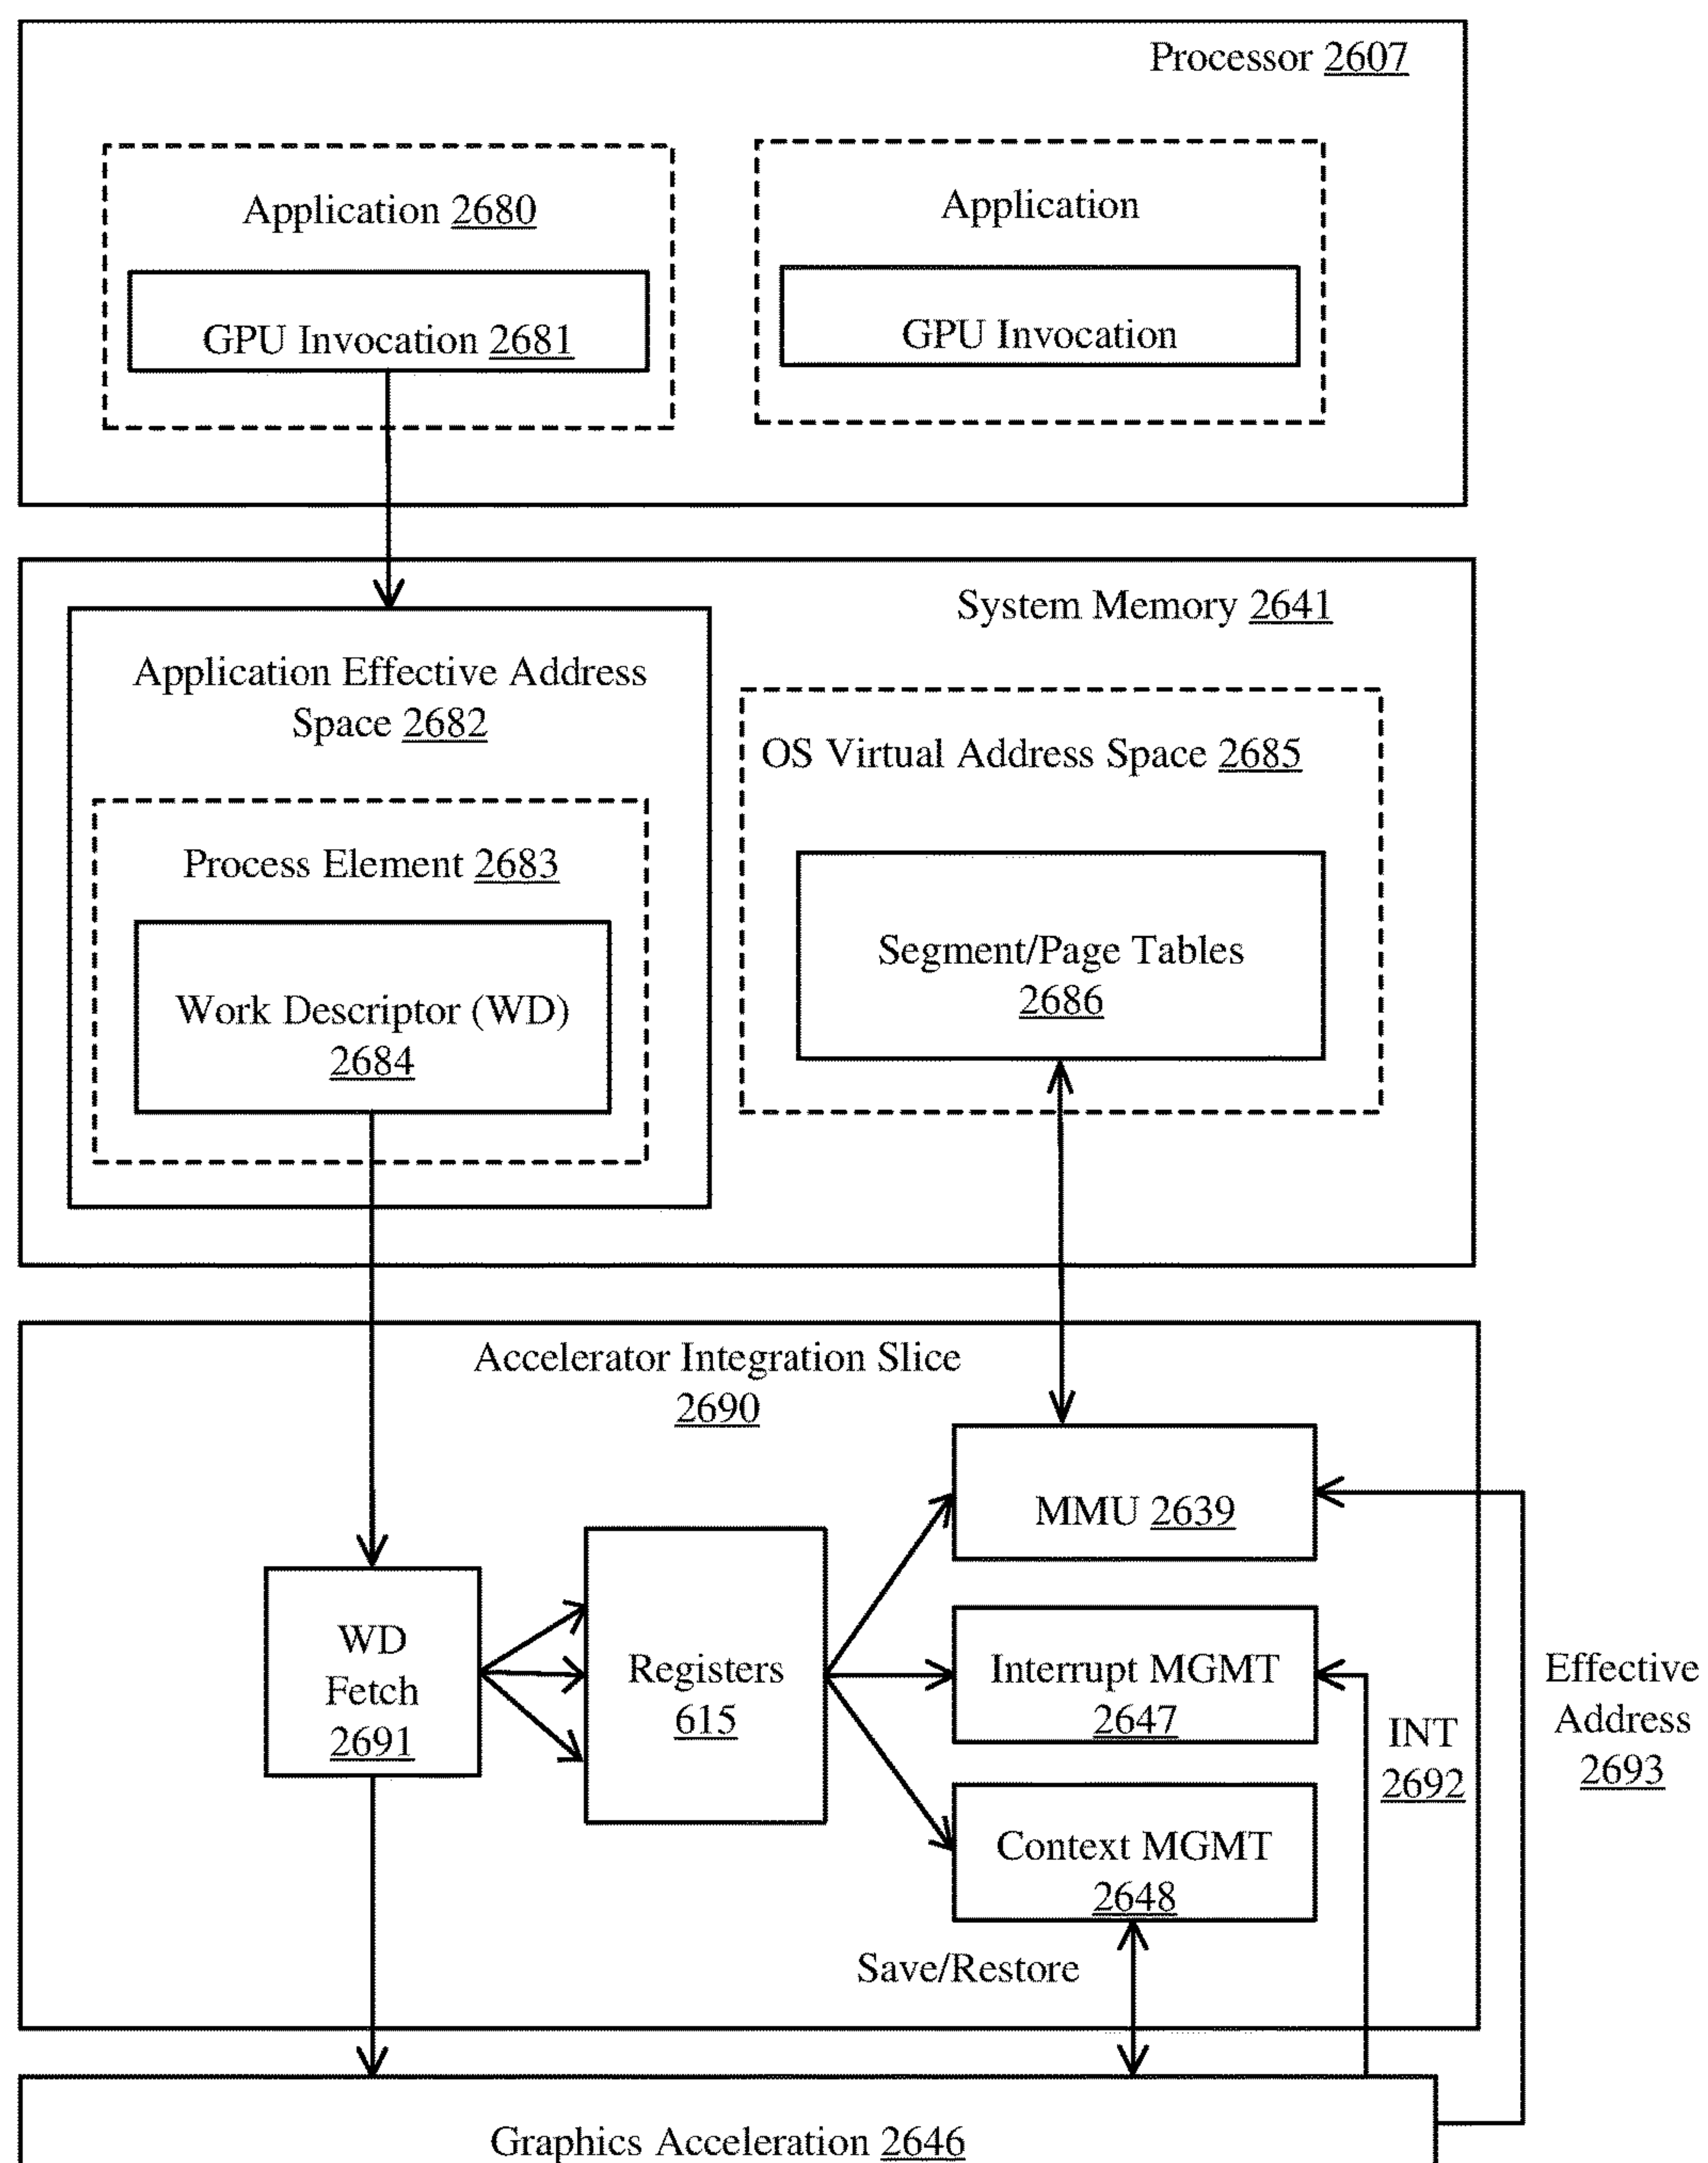 Processor 2607
Application 2680
GPU Invocation 2681
Application
GPU Invocation
System Memory 2641
Application Effective Address
Space 2682
Process Element 2683
Work Descriptor (WD)
2684
OS Virtual Address Space 2685
Segment/Page Tables
2686
Accelerator Integration Slice
2690
WD
Fetch
2691
Registers
615
MMU 2639
Interrupt MGMT
2647
Context MGMT
2648
Save/Restore
INT
2692
Effective
Address
2693
Graphics Acceleration 2646